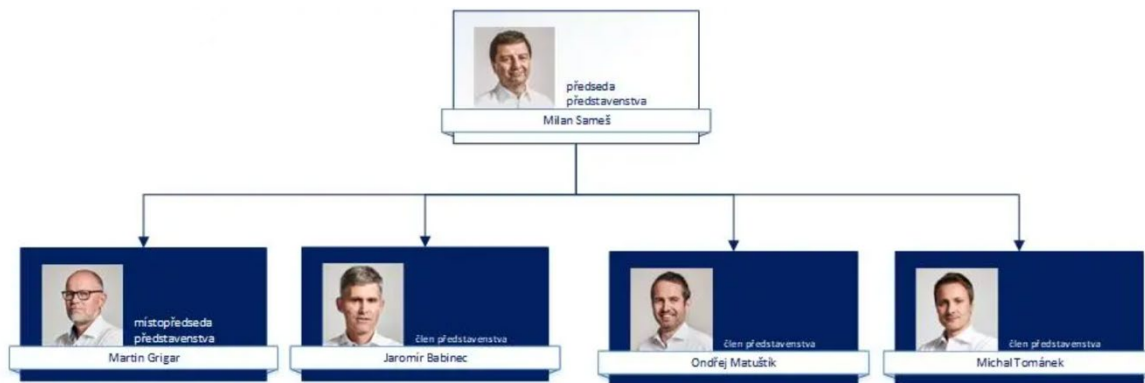 předseda
představenstva
Milan Sameš
místopředseda
představenstva
Martin Grigar
člen představenstva
Jaromír Babinec
člen představenstva
Ondřej Matuštík
člen představenstva
Michal Tománek